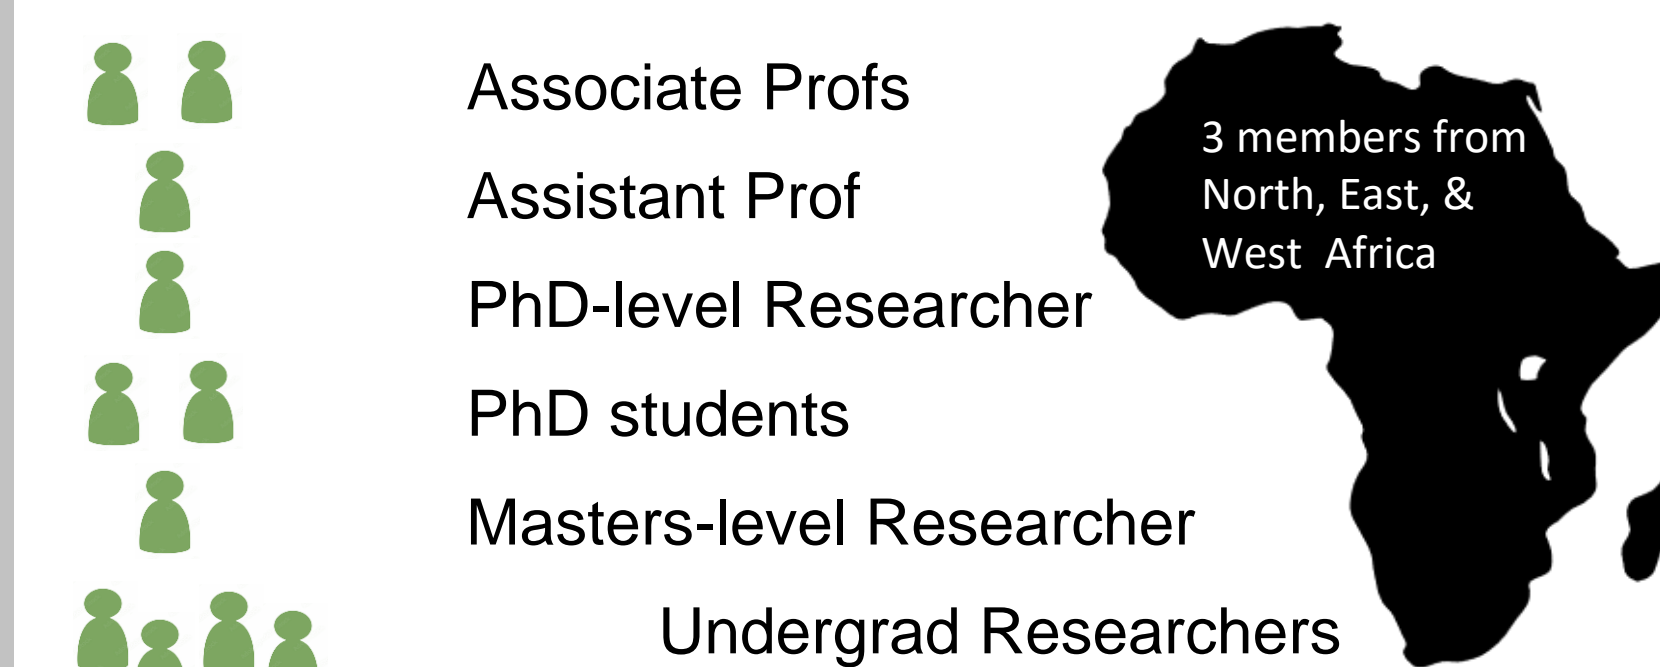 Associate Profs
Assistant Prof
PhD-level Researcher
PhD students
Masters-level Researcher
Undergrad Researchers
3 members from
North, East, &
West  Africa